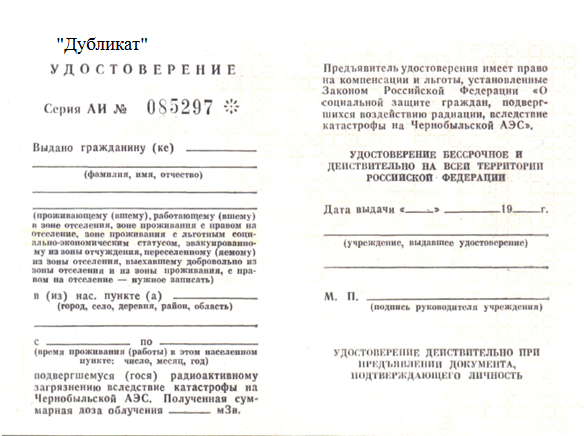 "Дубликат"
УДОСТОВЕРЕНИЕ
Серия АИ № 085297 *
Выдано гражданину (ке)
(фамилия, имя, отчество)
(проживающему (вшему), работающему (вшему)
в зоне отселения, зоне проживания с правом на
отселение, зоне проживания с льготным соци-
ально-экономическим статусом, эвакуированно-
му из зоны отчуждения, переселенному (яемому)
из зоны отселения, выехавшему добровольно из
зоны отселения и из зоны проживания, с пра-
вом на отселение — нужное записать)
в (из) нас. пункте (а)
(город, село, деревня, район, область)
с по
(время проживания (работы) в этом населенном
пункте; число, месяц, год)
подвергшемуся (гося) радиоактивному
загрязнению вследствие катастрофы на
Чернобыльской АЭС. Полученная сум-
марная доза облучения мЗв.
Предъявитель удостоверения имеет право
на компенсации и льготы, установленные
Законом Российской Федерации «О
социальной защите граждан, подверг-
шихся воздействию радиации, вследствие
катастрофы на Чернобыльской АЭС».
УДОСТОВЕРЕНИЕ БЕССРОЧНОЕ И
ДЕЙСТВИТЕЛЬНО НА ВСЕЙ ТЕРРИТОРИИ
РОССИЙСКОЙ ФЕДЕРАЦИИ
Дата выдачи « » 19 г.
(учреждение, выдавшее удостоверение)
М. П.
(подпись руководителя учреждения)
УДОСТОВЕРЕНИЕ ДЕЙСТВИТЕЛЬНО ПРИ
ПРЕДЪЯВЛЕНИИ ДОКУМЕНТА,
ПОДТВЕРЖДАЮЩЕГО ЛИЧНОСТЬ